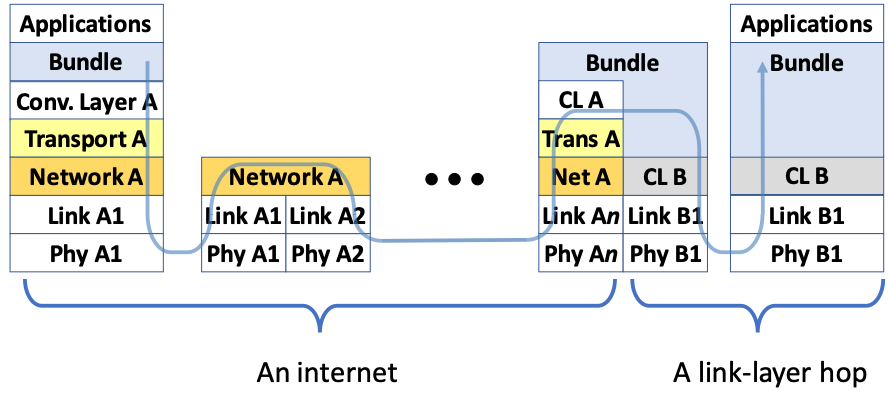 Applications
Bundle
Conv. Layer A
Transport A
Network A
Link A1
Phy A1
Network A
Link A1 Link A2
Phy A1 Phy A2
•••
Bundle
CL A
Trans A
Net A CL B
Link An Link B1
Phy An Phy B1
Applications
Bundle
CL B
Link B1
Phy B1
An internet
A link-layer hop